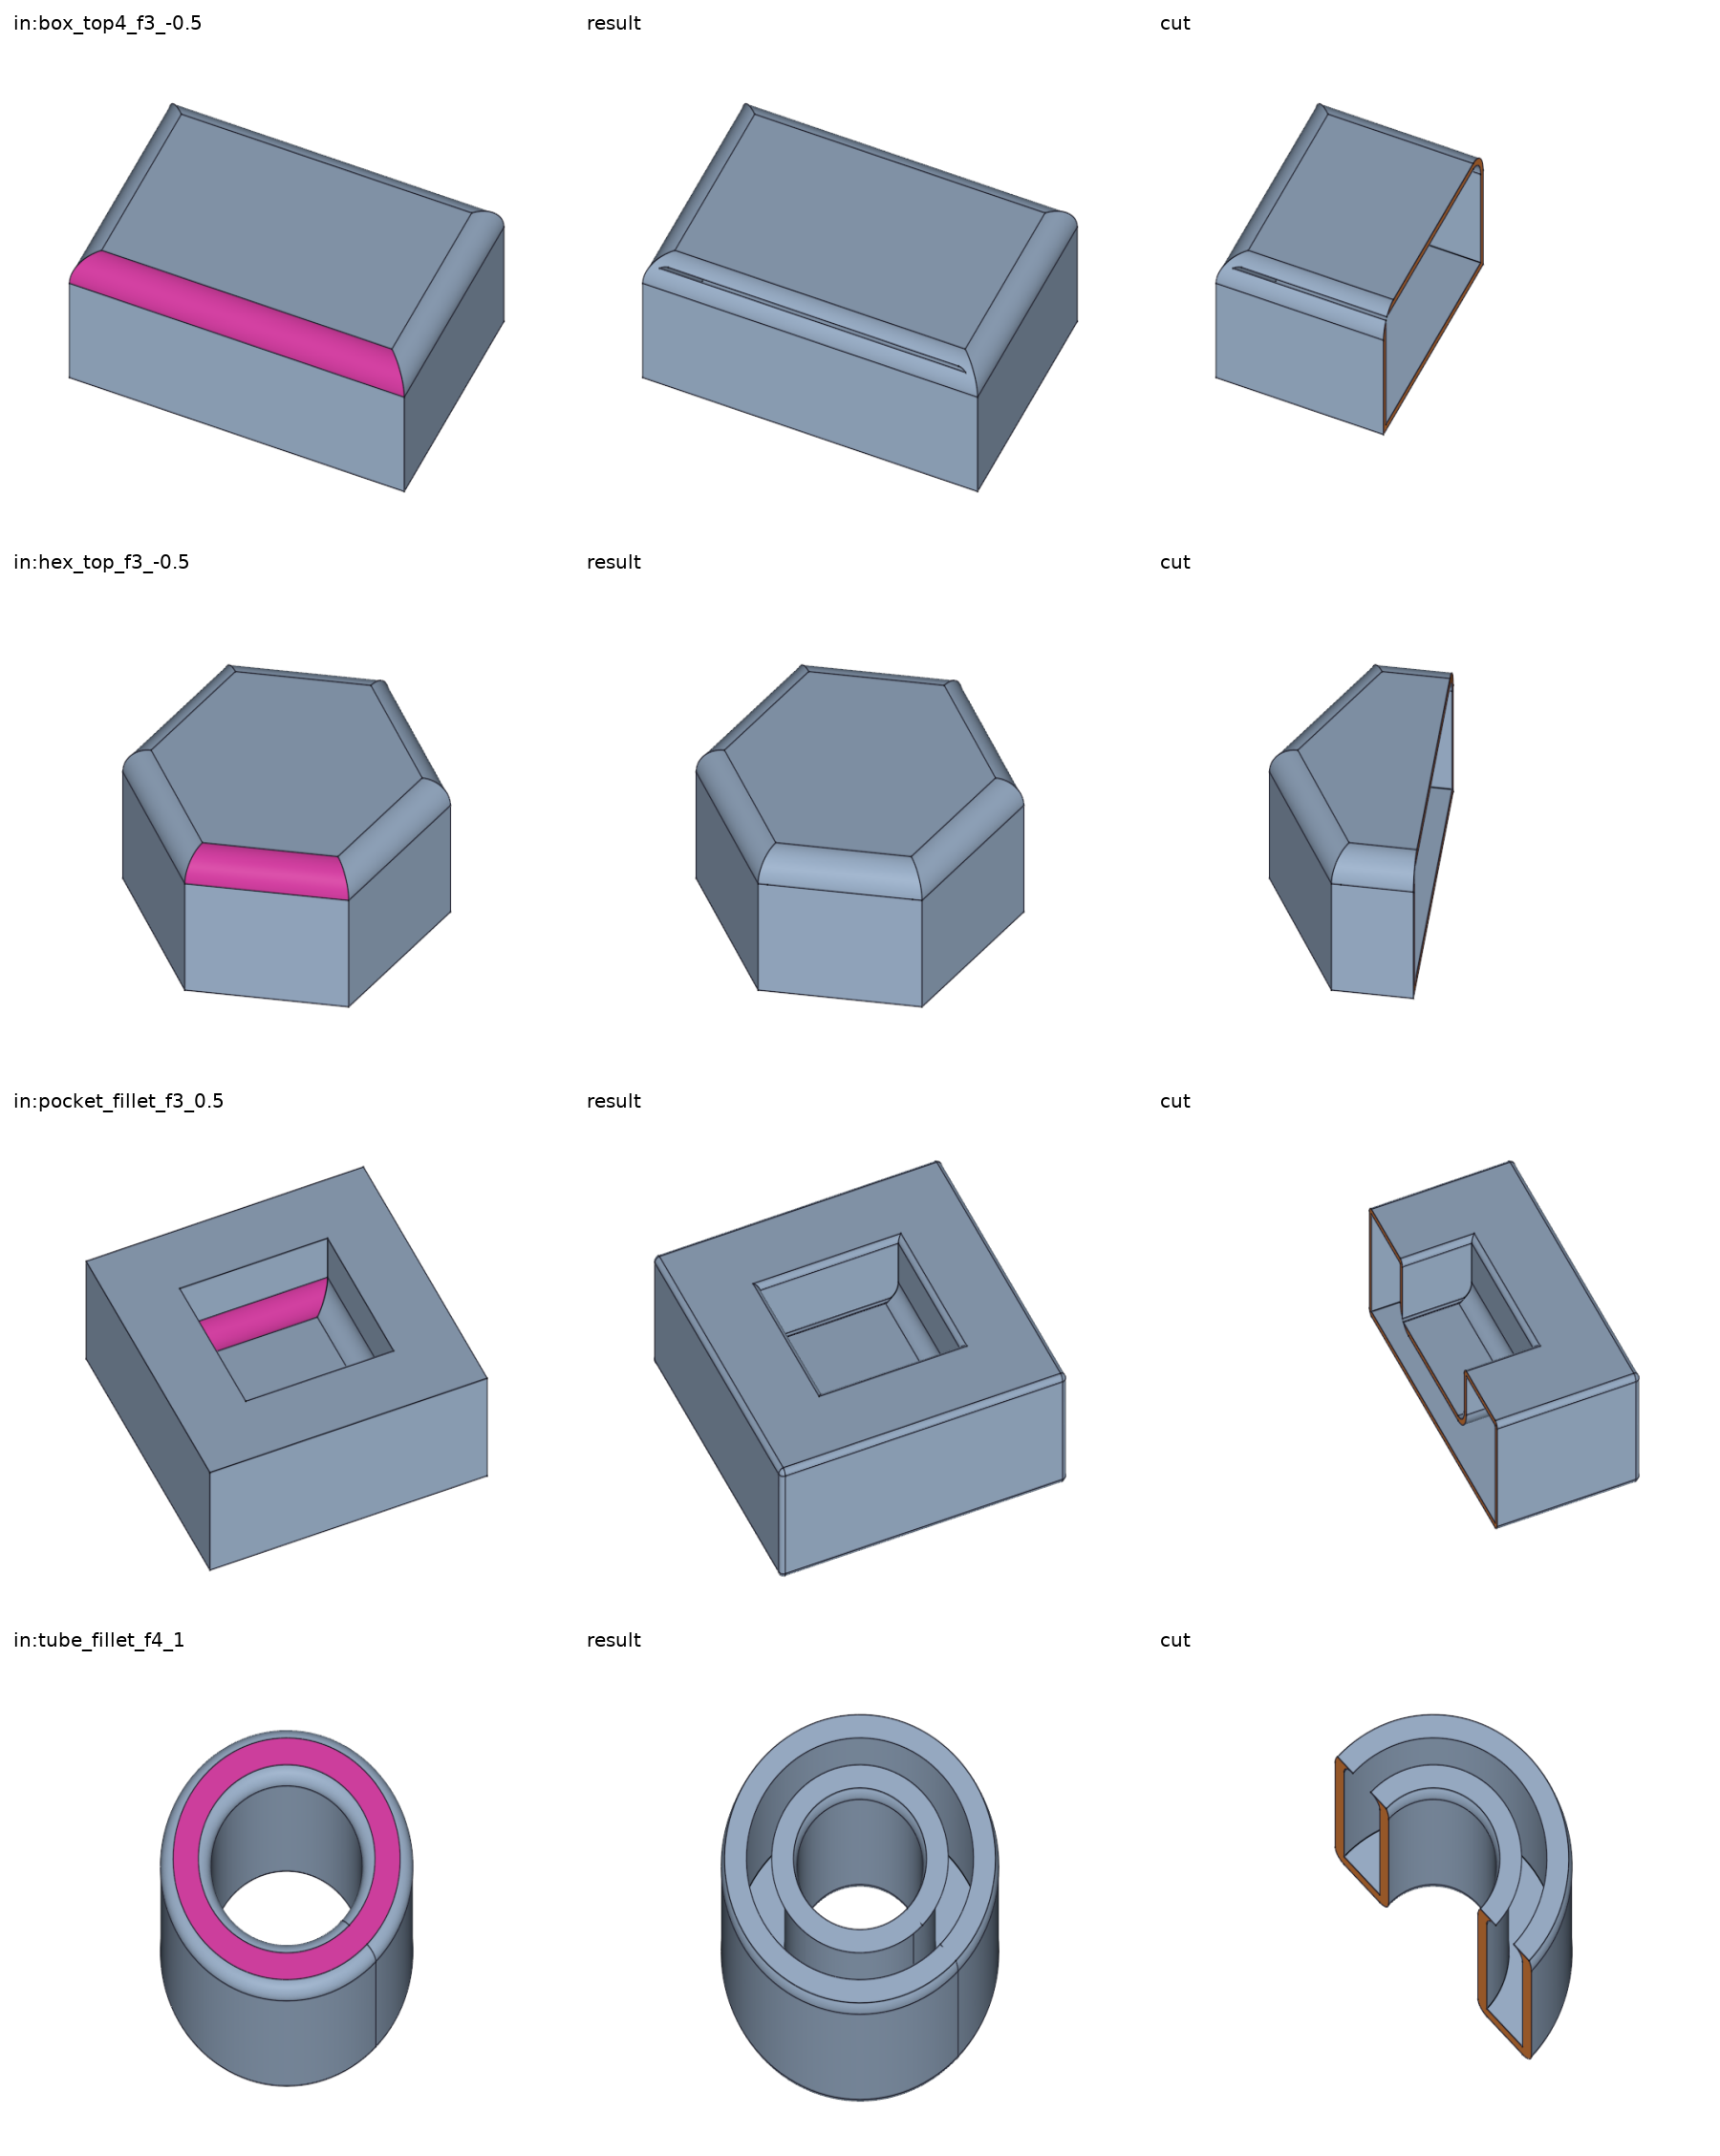 in:box_top4_f3_-0.5 result cut
in:hex_top_f3_-0.5 result cut
in:pocket_fillet_f3_0.5 result cut
in:tube_fillet_f4_1 result cut